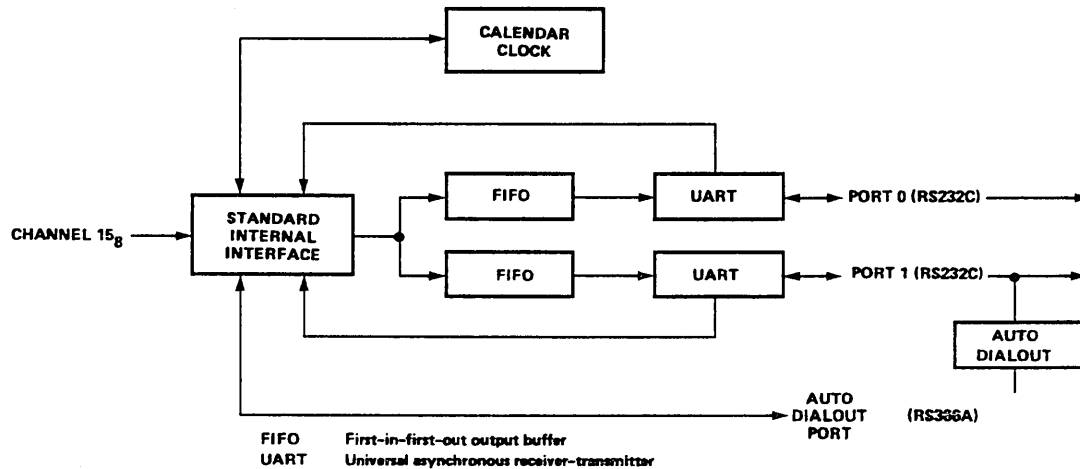 CALENDAR
CLOCK
FIFO
UART
PORT 0 (RS232C)
CHANNEL 15₈
STANDARD
INTERNAL
INTERFACE
FIFO
UART
PORT 1 (RS232C)
AUTO
DIALOUT
AUTO
DIALOUT
PORT
(RS366A)
FIFO First-in-first-out output buffer
UART Universal asynchronous receiver-transmitter